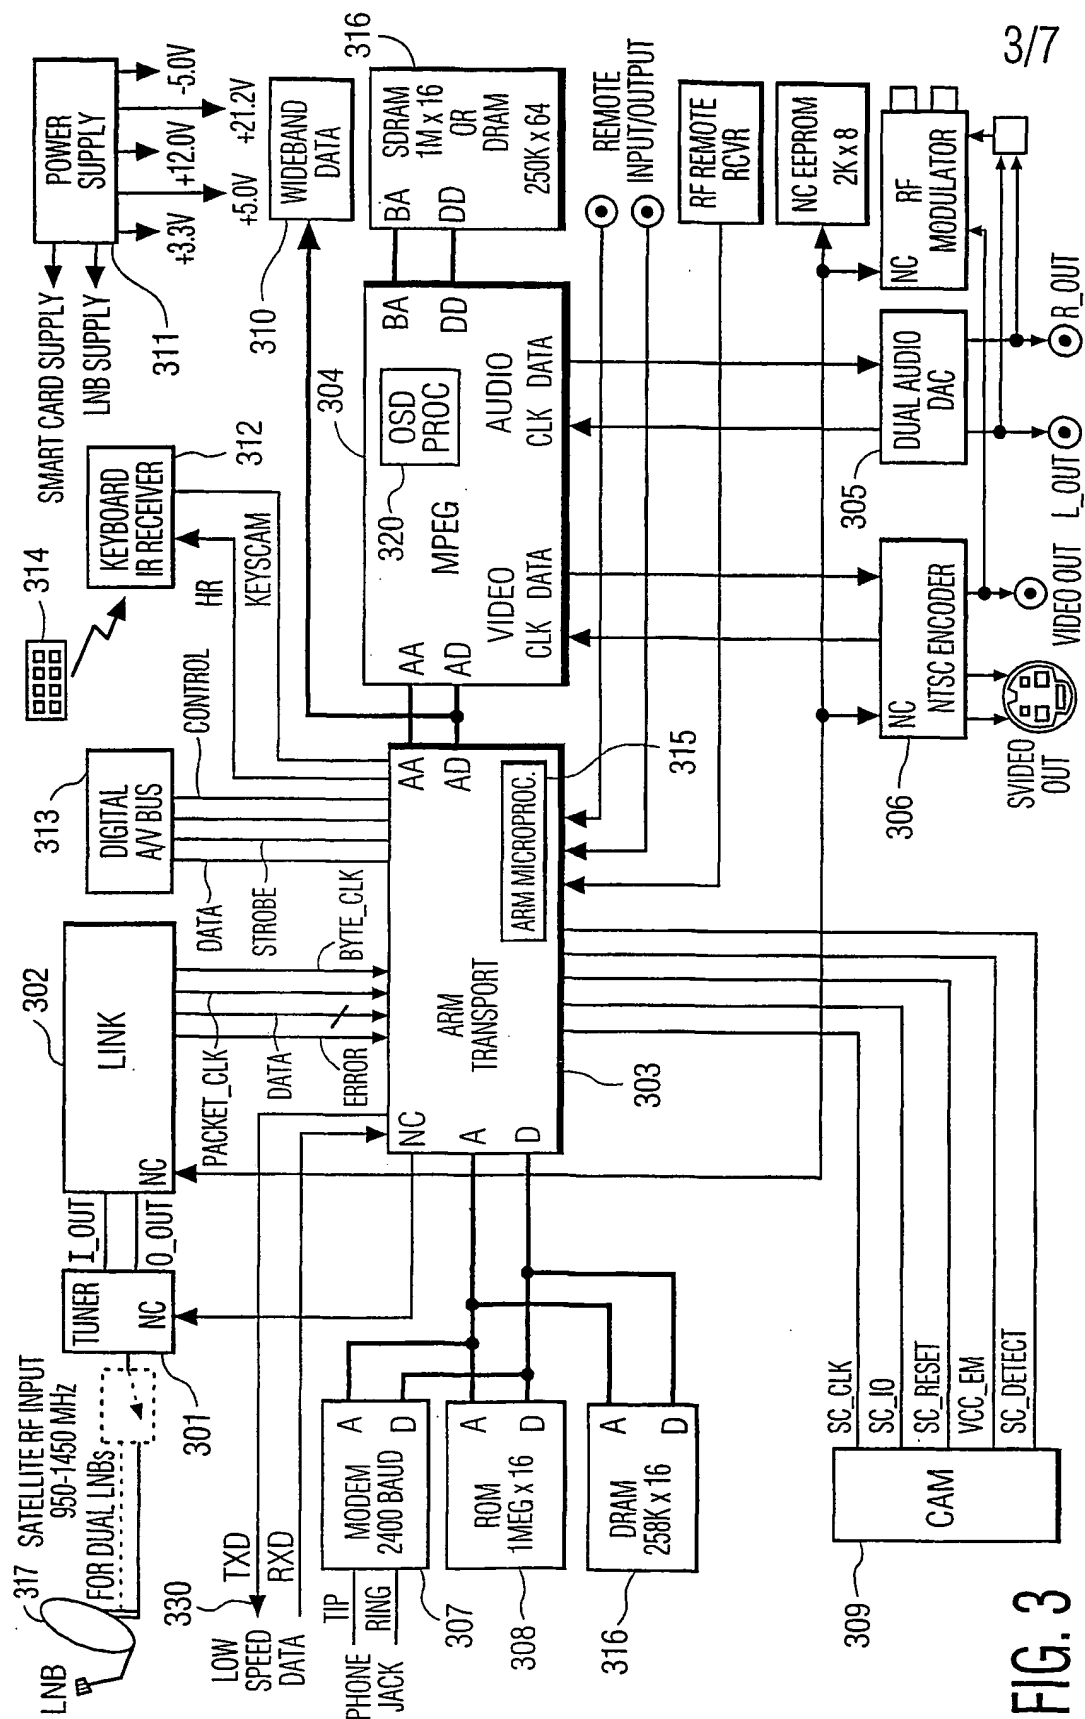 3/7
LNB
317
SATELLITE RF INPUT
950-1450 MHz
FOR DUAL LNBs
301
TUNER
NC
I_OUT
O_OUT
302
LINK
NC
PACKET_CLK
DATA
ERROR
BYTE_CLK
313
DIGITAL
A/V BUS
DATA
STROBE
CONTROL
314
KEYBOARD
IR RECEIVER
312
HR
KEYSCAM
SMART CARD SUPPLY
LNB SUPPLY
311
POWER
SUPPLY
+3.3V
+5.0V
+12.0V
+21.2V
-5.0V
330
TXD
RXD
LOW
SPEED
DATA
TIP
RING
PHONE
JACK
MODEM
2400 BAUD
A
D
307
ROM
1MEG x 16
A
D
308
DRAM
258K x 16
A
D
316
NC
A
D
ARM
TRANSPORT
303
AA
AD
ARM MICROPROC.
315
304
AA
AD
MPEG
320
OSD
PROC
BA
DD
VIDEO
CLK DATA
AUDIO
CLK DATA
310
WIDEBAND
DATA
316
BA
DD
SDRAM
1M x 16
OR
DRAM
250K x 64
REMOTE
INPUT/OUTPUT
RF REMOTE
RCVR
NC EEPROM
2K x 8
NC
RF
MODULATOR
305
DUAL AUDIO
DAC
L_OUT
R_OUT
306
NC
NTSC ENCODER
SVIDEO
OUT
VIDEO OUT
309
CAM
SC_CLK
SC_IO
SC_RESET
VCC_EM
SC_DETECT
FIG. 3